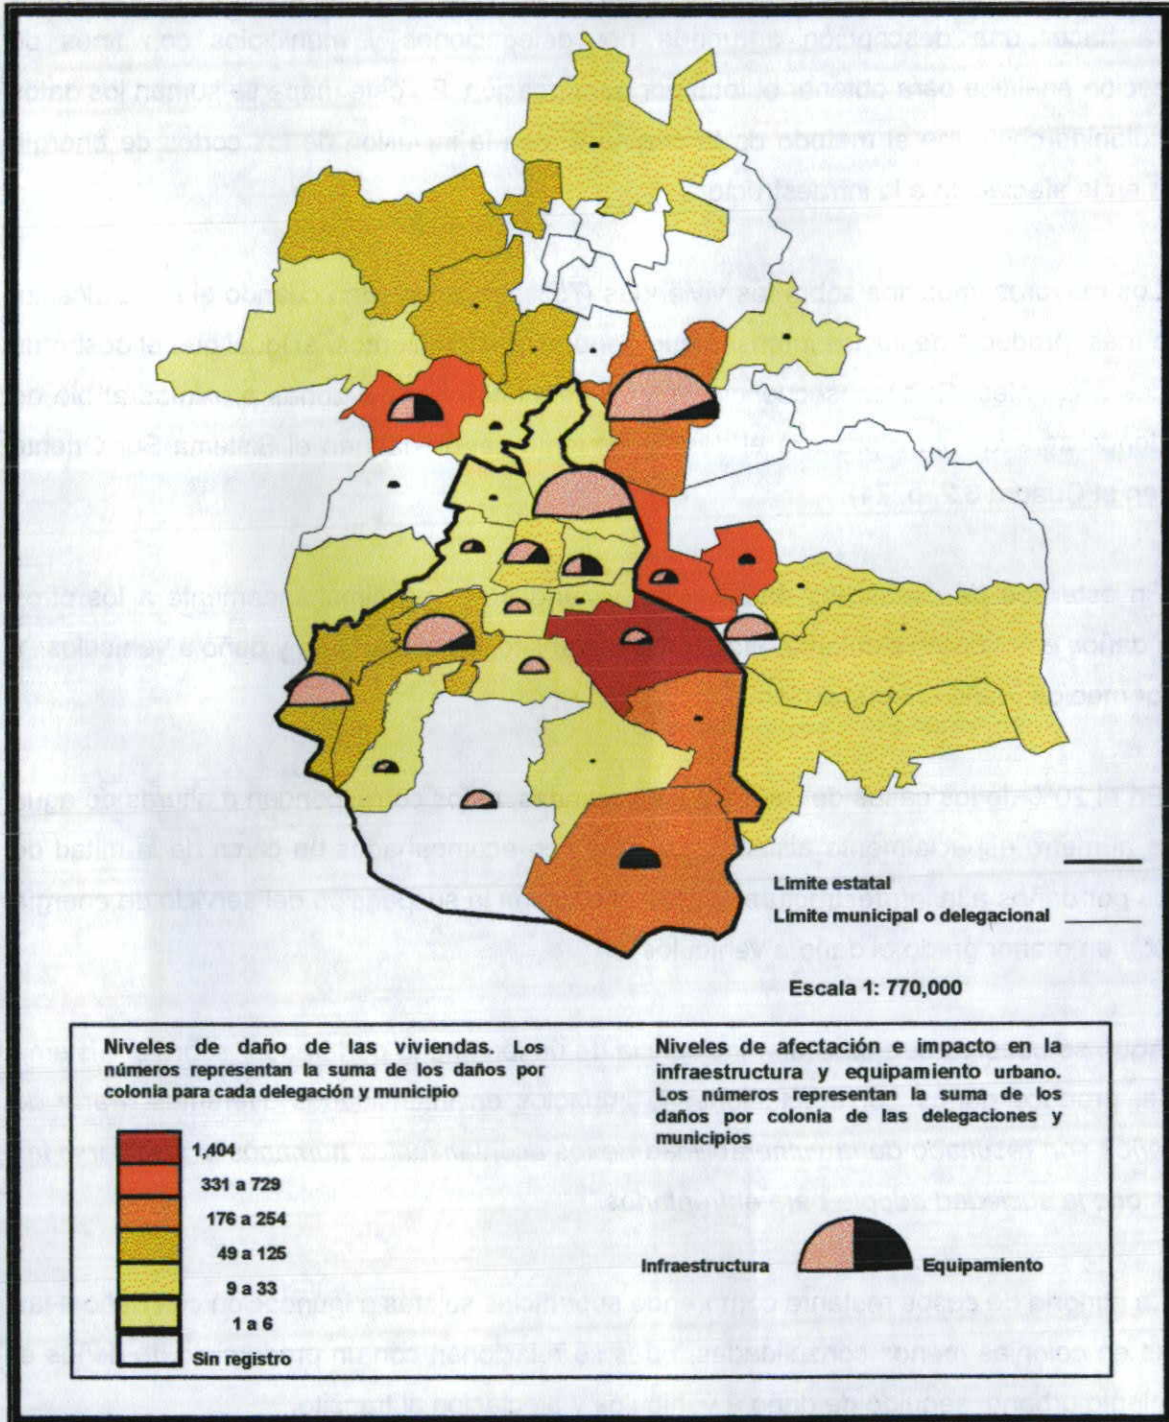 Limite estatal
Limite municipal o delegacional
Escala 1: 770,000
Niveles de daño de las viviendas. Los
números representan la suma de los daños por
colonia para cada delegación y municipio
1,404
331 a 729
176 a 254
49 a 125
9 a 33
1 a 6
Sin registro
Niveles de afectación e impacto en la
infraestructura y equipamiento urbano.
Los números representan la suma de los
daños por colonia de las delegaciones y
municipios
Infraestructura
Equipamiento